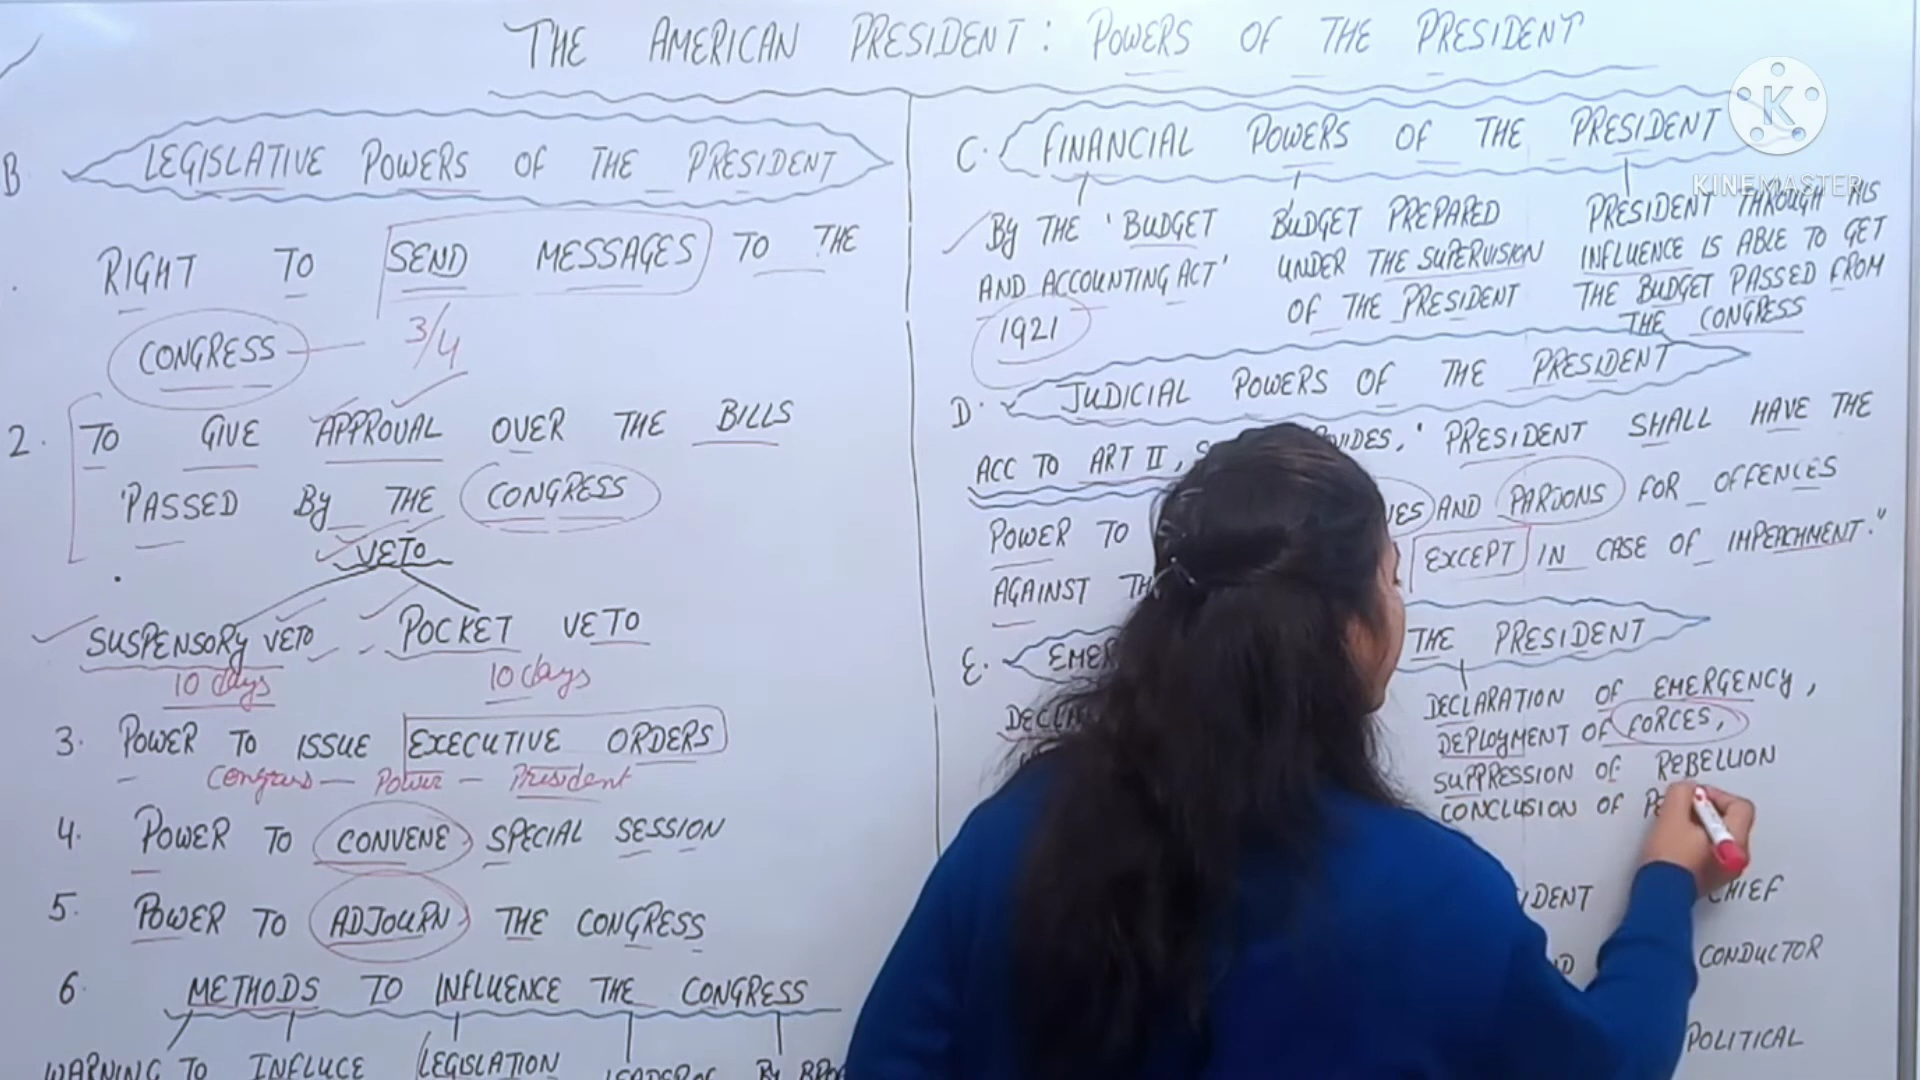 THE AMERICAN PRESIDENT: POWERS OF THE PRESIDENT
B LEGISLATIVE POWERS OF THE PRESIDENT
RIGHT TO SEND MESSAGES TO THE
CONGRESS 3/4
2. TO GIVE APPROVAL OVER THE BILLS
PASSED By THE CONGRESS
VETO
SUSPENSORY VETO POCKET VETO
10 days 10 days
3. POWER TO ISSUE EXECUTIVE ORDERS
Congress — Power — President
4. POWER TO CONVENE SPECIAL SESSION
5. POWER TO ADJOURN THE CONGRESS
6. METHODS TO INFLUENCE THE CONGRESS
WARNING TO INFLUCE LEGISLATION By
C. FINANCIAL POWERS OF THE PRESIDENT
By THE 'BUDGET
AND ACCOUNTING ACT'
1921
BUDGET PREPARED
UNDER THE SUPERVISION
OF THE PRESIDENT
PRESIDENT THROUGH HIS
INFLUENCE IS ABLE TO GET
THE BUDGET PASSED FROM
THE CONGRESS
D. JUDICIAL POWERS OF THE PRESIDENT
ACC TO ART II, "PRESIDENT SHALL HAVE THE
POWER TO AND PARDONS FOR OFFENCES
AGAINST EXCEPT IN CASE OF IMPEACHMENT."
E. THE PRESIDENT
DECLARATION OF EMERGENCY,
DEPLOYMENT OF FORCES,
SUPPRESSION OF REBELLION
CONCLUSION OF
CHIEF
CONDUCTOR
POLITICAL
K
KINEMASTER